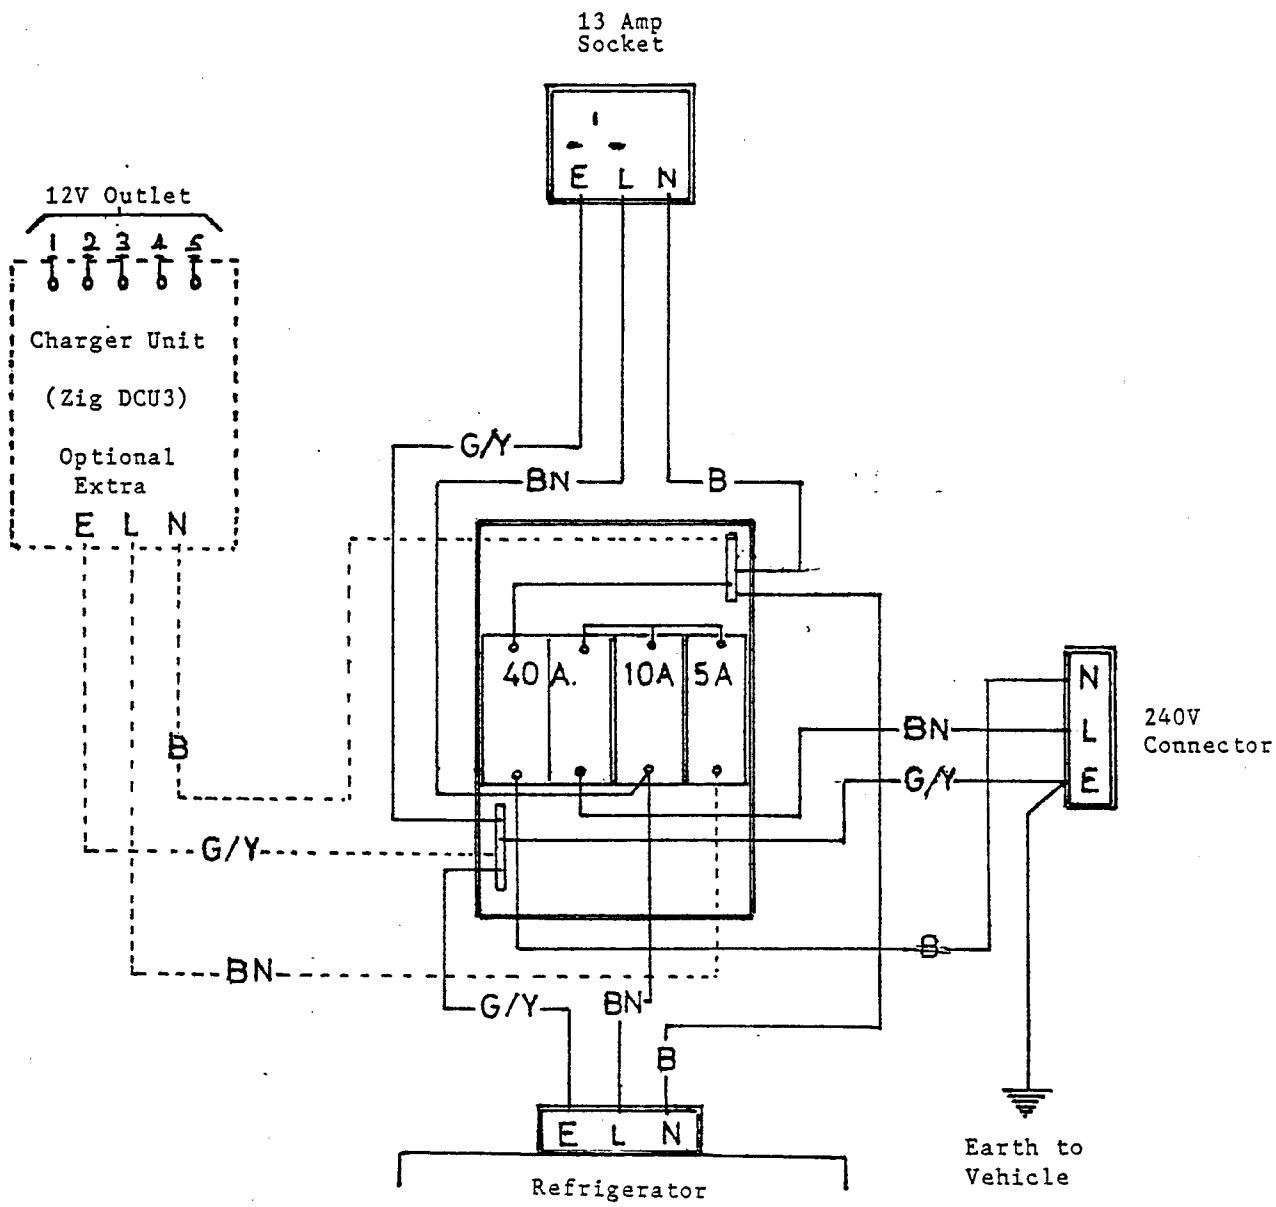 13 Amp
Socket
E L N
12V Outlet
1 2 3 4 5
Charger Unit
(Zig DCU3)
Optional
Extra
E L N
G/Y
BN
B
40 A. 10A 5A
N
L
E
240V
Connector
BN
G/Y
B
G/Y
B
BN
G/Y
BN
B
E L N
Refrigerator
Earth to
Vehicle